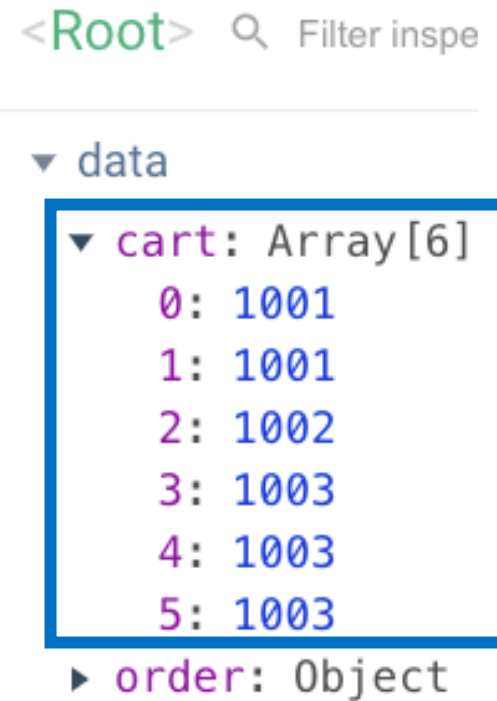 <Root> Filter inspe
data
cart: Array[6]
0: 1001
1: 1001
2: 1002
3: 1003
4: 1003
5: 1003
order: Object